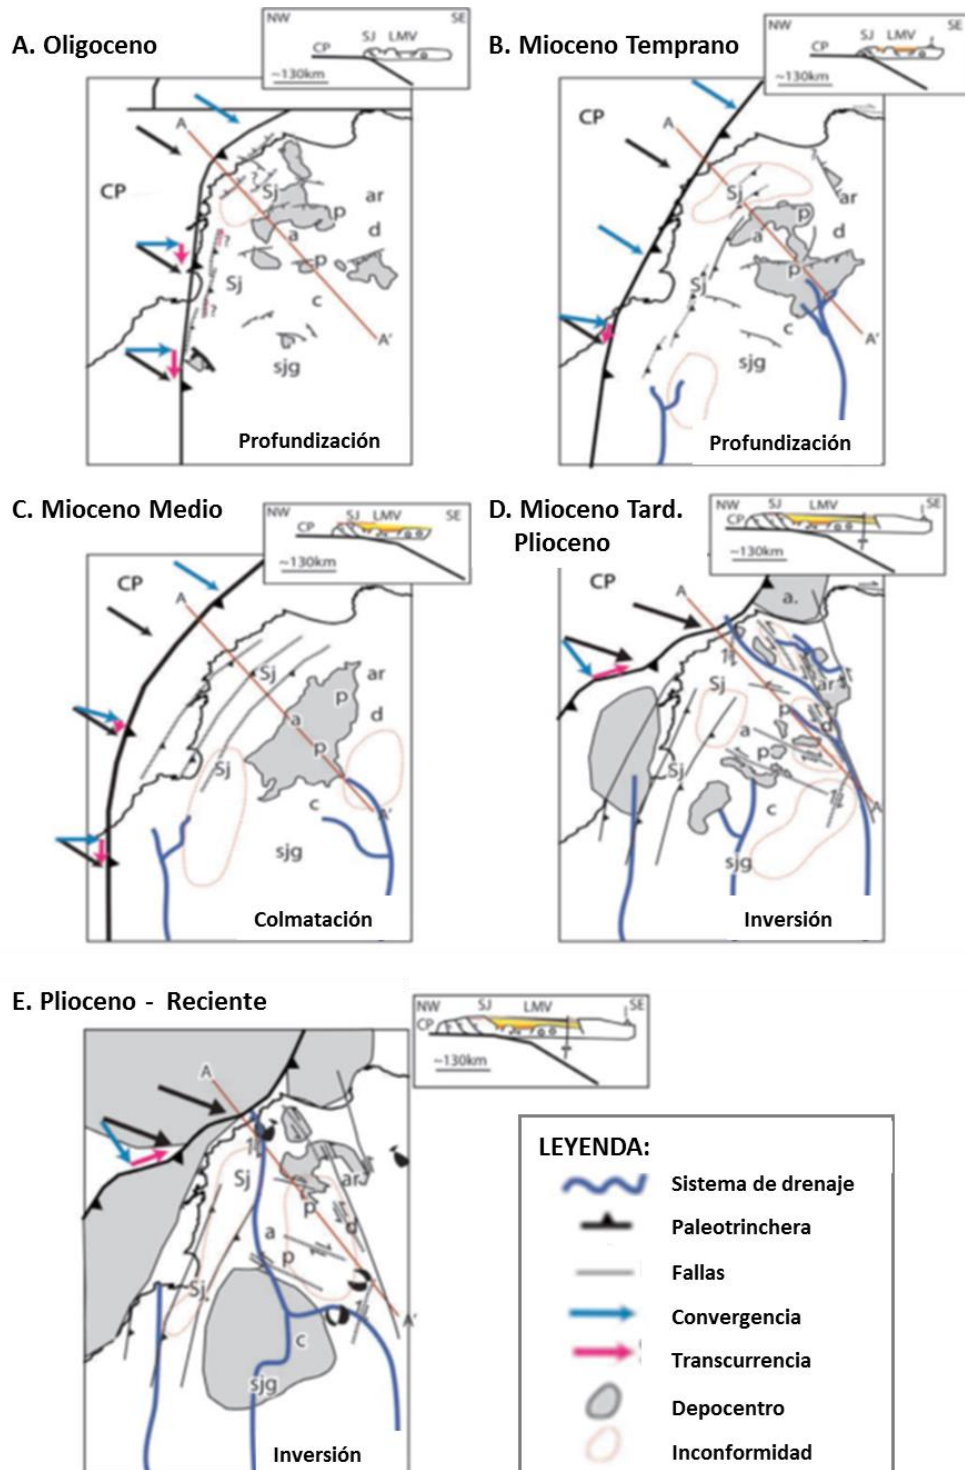 A. Oligoceno
NW SE
SJ LMV
CP
~130km
A
CP
Sj
ar
p
d
a
p
?
Sj
c
?
A'
sjg
Profundización
B. Mioceno Temprano
NW SE
SJ LMV
CP
~130km
CP
A
?
Sj
ar
p
a
d
p
Sj
c
A'
sjg
Profundización
C. Mioceno Medio
NW SE
SJ LMV
CP
~130km
CP
A
Sj
ar
p
a
d
p
Sj
c
A'
sjg
Colmatación
D. Mioceno Tard.
Plioceno
NW SJ LMV SE
CP
~130km
CP
A
a.
Sj
ar
p
a
d
p
Sj
c
A
sjg
Inversión
E. Plioceno - Reciente
NW SJ LMV SE
CP
~130km
A
Sj
ar
p
d
a
p
Sj
A'
c
sjg
Inversión
LEYENDA:
Sistema de drenaje
Paleotrinchera
Fallas
Convergencia
Transcurrencia
Depocentro
Inconformidad